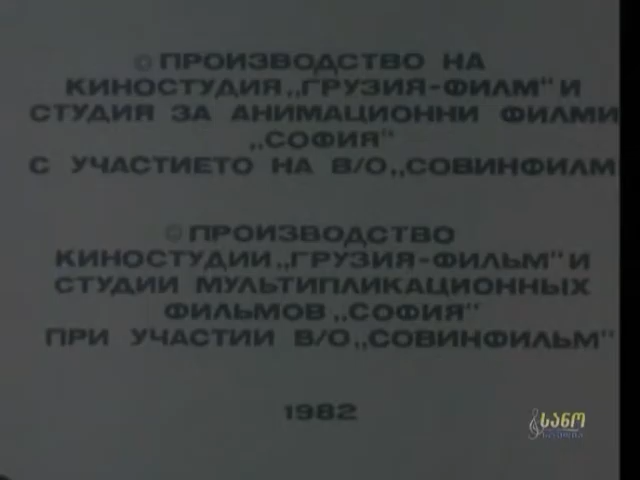 © ПРОИЗВОДСТВО НА
КИНОСТУДИЯ „ГРУЗИЯ-ФИЛМ" И
СТУДИЯ ЗА АНИМАЦИОННИ ФИЛМИ
„СОФИЯ"
С УЧАСТИЕТО НА В/О „СОВИНФИЛМ
© ПРОИЗВОДСТВО
КИНОСТУДИИ „ГРУЗИЯ-ФИЛЬМ" И
СТУДИИ МУЛЬТИПЛИКАЦИОННЫХ
ФИЛЬМОВ „СОФИЯ"
ПРИ УЧАСТИИ В/О „СОВИНФИЛЬМ"
1982
სანო